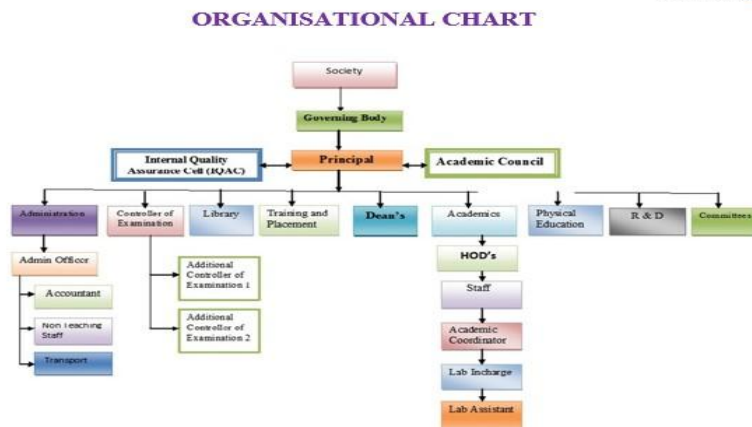 ORGANISATIONAL CHART
Society
Governing Body
Internal Quality
Assurance Cell (IQAC)
Principal
Academic Council
Administration
Controller of
Examination
Library
Training and
Placement
Dean's
Academics
Physical
Education
R & D
Committees
Admin Officer
Accountant
Non Teaching
Staff
Transport
Additional
Controller of
Examination 1
Additional
Controller of
Examination 2
HOD's
Staff
Academic
Coordinator
Lab Incharge
Lab Assistant